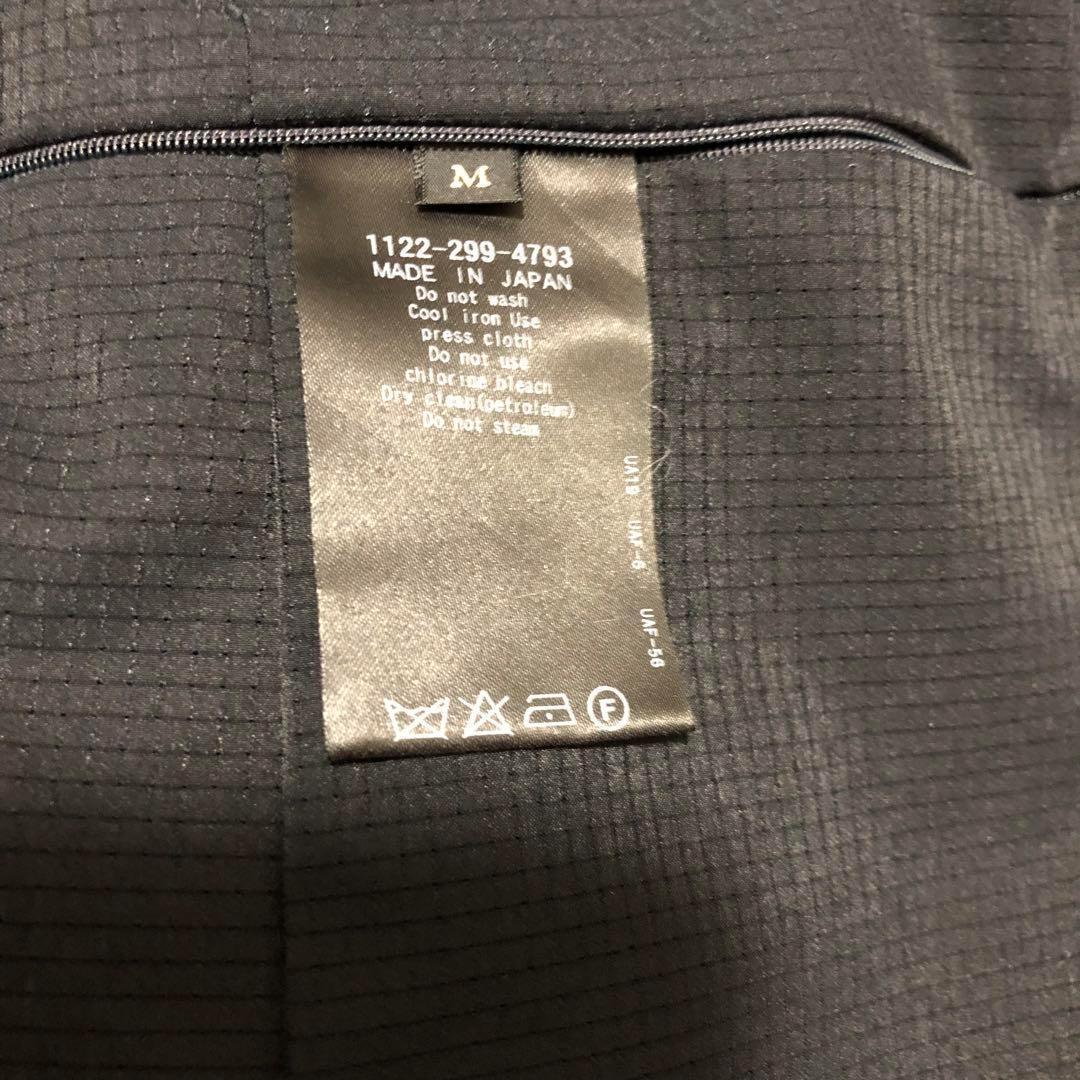 M
1122-299-4793
MADE IN JAPAN
Do not wash
Cool iron Use
press cloth
Do not use
chlorine bleach
Dry clean(petroleum)
Do not steam
UA19 UAF-6 UAF-56
F